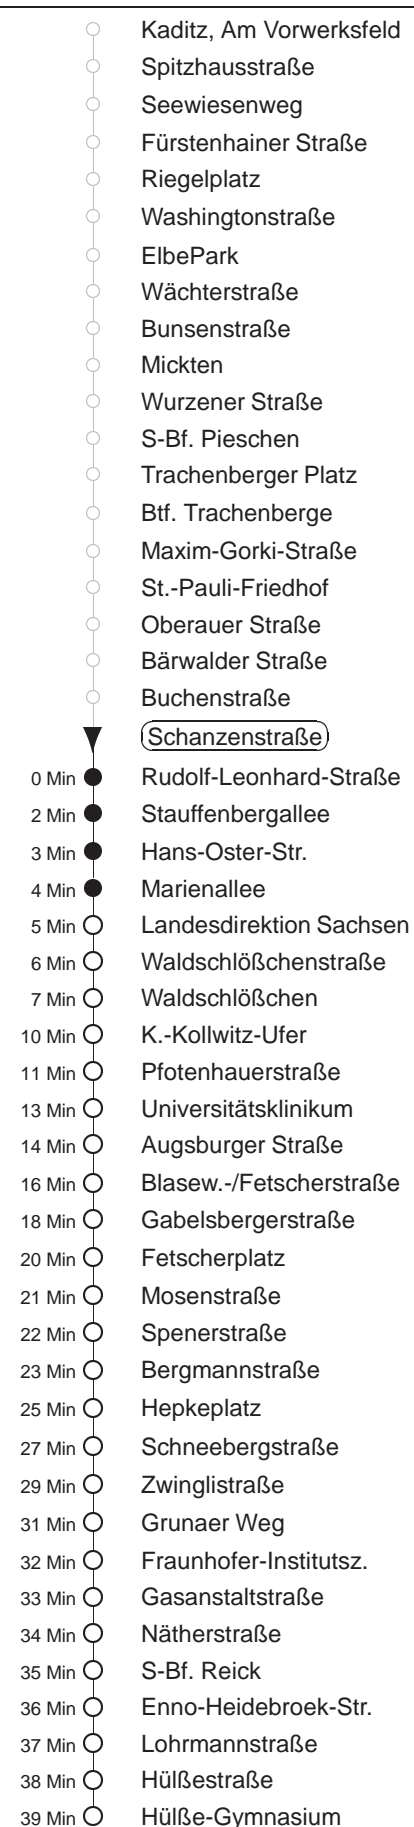 Kaditz, Am Vorwerksfeld
Spitzhausstraße
Seewiesenweg
Fürstenhainer Straße
Riegelplatz
Washingtonstraße
ElbePark
Wächterstraße
Bunsenstraße
Mickten
Wurzener Straße
S-Bf. Pieschen
Trachenberger Platz
Btf. Trachenberge
Maxim-Gorki-Straße
St.-Pauli-Friedhof
Oberauer Straße
Bärwalder Straße
Buchenstraße
Schanzenstraße
0 Min Rudolf-Leonhard-Straße
2 Min Stauffenbergallee
3 Min Hans-Oster-Str.
4 Min Marienallee
5 Min Landesdirektion Sachsen
6 Min Waldschlößchenstraße
7 Min Waldschlößchen
10 Min K.-Kollwitz-Ufer
11 Min Pfotenhauerstraße
13 Min Universitätsklinikum
14 Min Augsburger Straße
16 Min Blasew.-/Fetscherstraße
18 Min Gabelsbergerstraße
20 Min Fetscherplatz
21 Min Mosenstraße
22 Min Spenerstraße
23 Min Bergmannstraße
25 Min Hepkeplatz
27 Min Schneebergstraße
29 Min Zwinglistraße
31 Min Grunaer Weg
32 Min Fraunhofer-Institutsz.
33 Min Gasanstaltstraße
34 Min Nätherstraße
35 Min S-Bf. Reick
36 Min Enno-Heidebroek-Str.
37 Min Lohrmannstraße
38 Min Hülßestraße
39 Min Hülße-Gymnasium